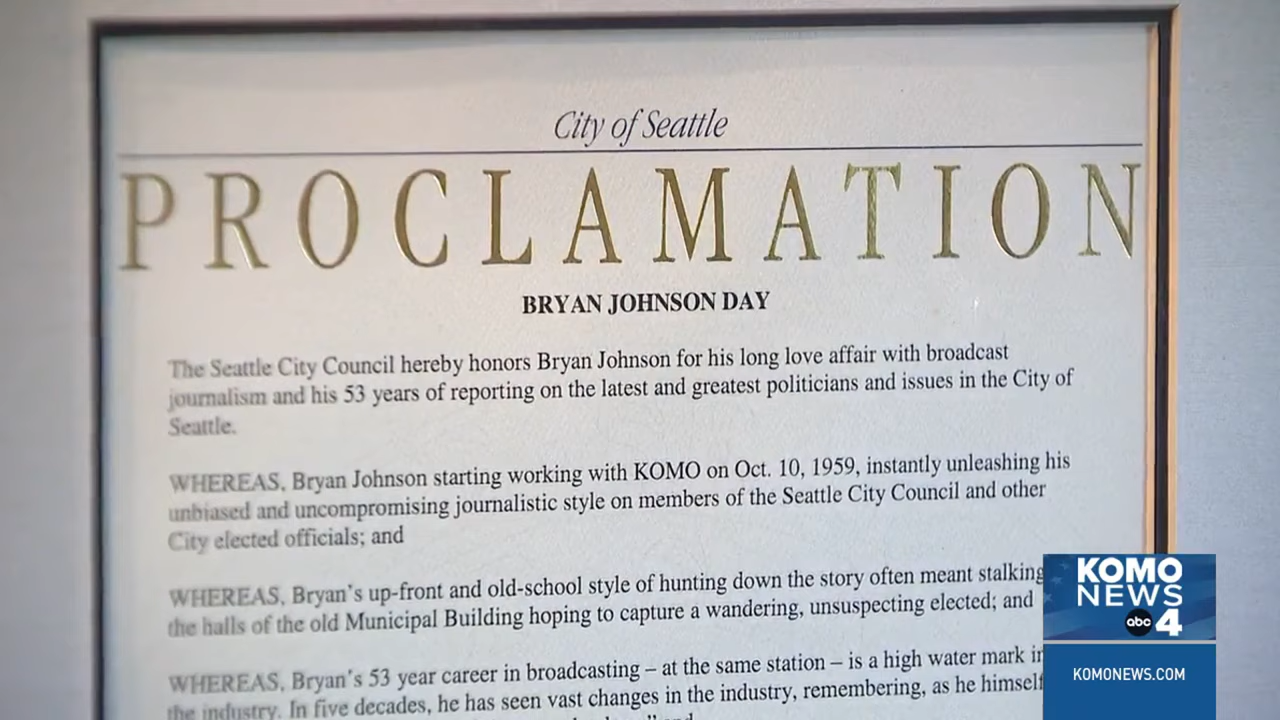 City of Seattle
PROCLAMATION
BRYAN JOHNSON DAY
The Seattle City Council hereby honors Bryan Johnson for his long love affair with broadcast
journalism and his 53 years of reporting on the latest and greatest politicians and issues in the City of
Seattle.
WHEREAS, Bryan Johnson starting working with KOMO on Oct. 10, 1959, instantly unleashing his
unbiased and uncompromising journalistic style on members of the Seattle City Council and other
City elected officials; and
WHEREAS, Bryan's up-front and old-school style of hunting down the story often meant stalking
the halls of the old Municipal Building hoping to capture a wandering, unsuspecting elected; and
WHEREAS, Bryan's 53 year career in broadcasting – at the same station – is a high water mark in
the industry. In five decades, he has seen vast changes in the industry, remembering, as he himself
KOMO
NEWS
abc 4
KOMONEWS.COM